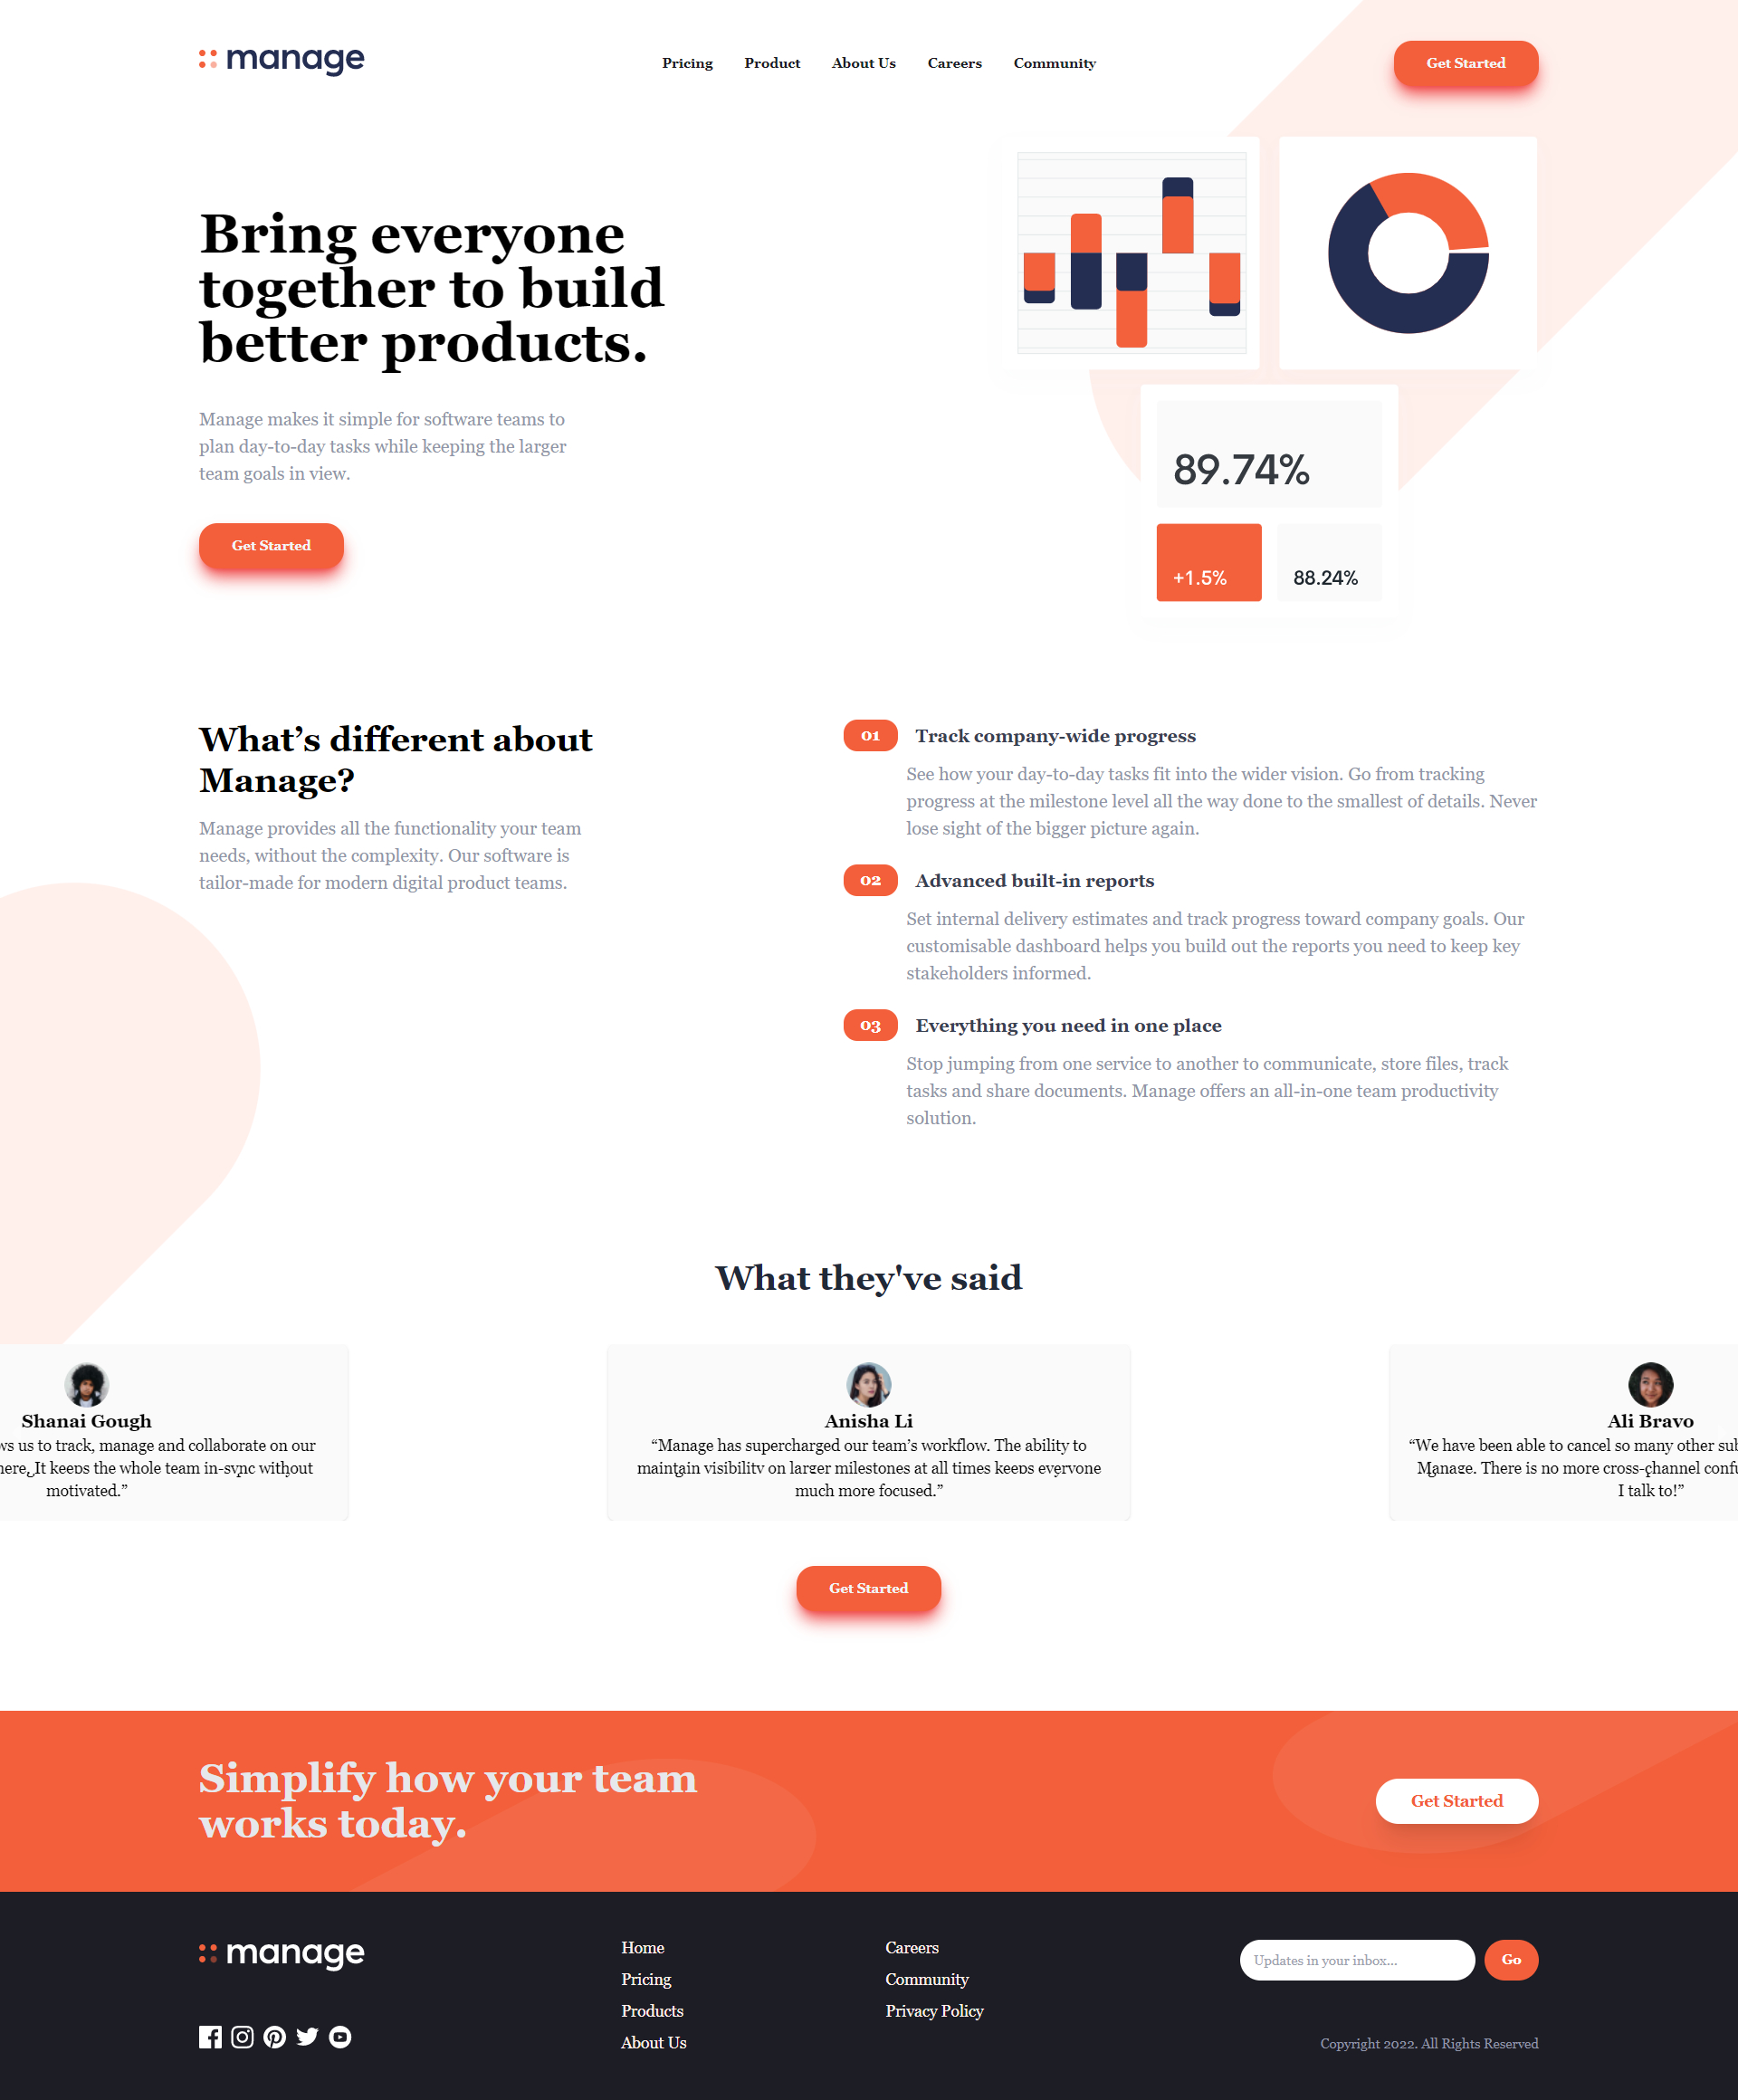 manage
Pricing
Product
About Us
Careers
Community
Get Started
Bring everyone
together to build
better products.
Manage makes it simple for software teams to
plan day-to-day tasks while keeping the larger
team goals in view.
Get Started
89.74%
+1.5%
88.24%
What’s different about
Manage?
Manage provides all the functionality your team
needs, without the complexity. Our software is
tailor-made for modern digital product teams.
01 Track company-wide progress
See how your day-to-day tasks fit into the wider vision. Go from tracking
progress at the milestone level all the way done to the smallest of details. Never
lose sight of the bigger picture again.
02 Advanced built-in reports
Set internal delivery estimates and track progress toward company goals. Our
customisable dashboard helps you build out the reports you need to keep key
stakeholders informed.
03 Everything you need in one place
Stop jumping from one service to another to communicate, store files, track
tasks and share documents. Manage offers an all-in-one team productivity
solution.
What they've said
Shanai Gough
us to track, manage and collaborate on our
It keeps the whole team in-sync without
motivated.”
Anisha Li
“Manage has supercharged our team’s workflow. The ability to
maintain visibility on larger milestones at all times keeps everyone
much more focused.”
Ali Bravo
“We have been able to cancel so many other
Manage. There is no more cross-channel
I talk to!”
Get Started
Simplify how your team
works today.
Get Started
manage
Home
Pricing
Products
About Us
Careers
Community
Privacy Policy
Updates in your inbox...
Go
Copyright 2022. All Rights Reserved